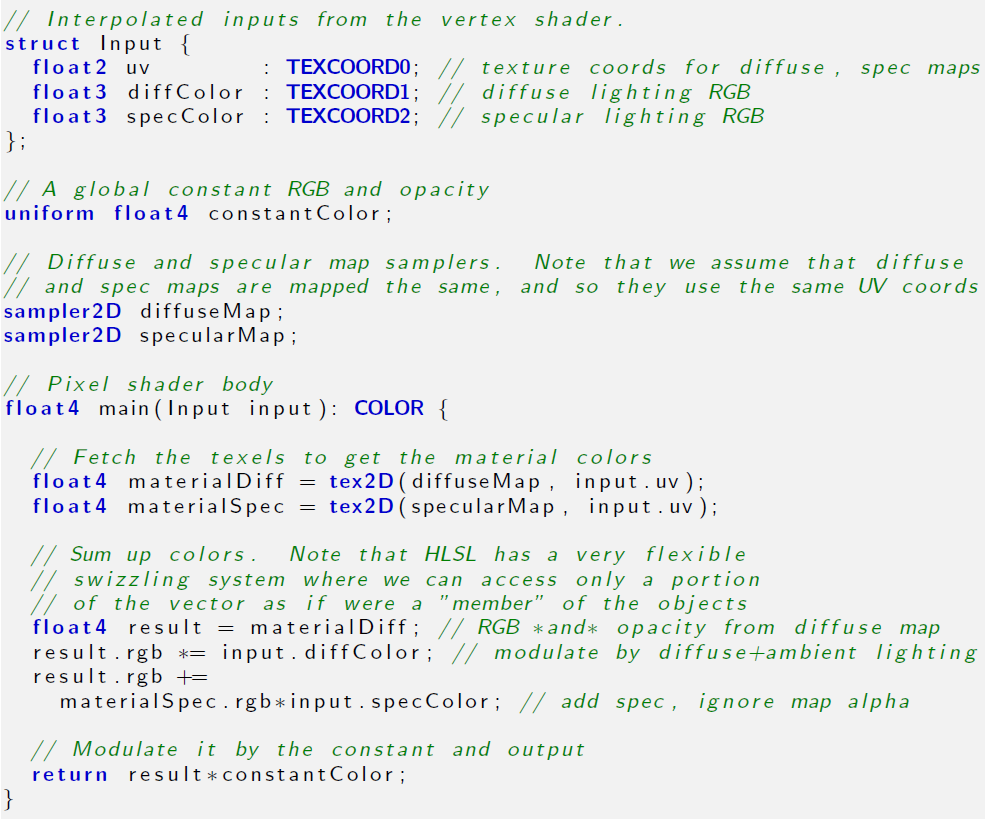 // Interpolated inputs from the vertex shader.
struct Input {
  float2 uv        : TEXCOORD0; // texture coords for diffuse, spec maps
  float3 diffColor : TEXCOORD1; // diffuse lighting RGB
  float3 specColor : TEXCOORD2; // specular lighting RGB
};

// A global constant RGB and opacity
uniform float4 constantColor;

// Diffuse and specular map samplers.  Note that we assume that diffuse
// and spec maps are mapped the same, and so they use the same UV coords
sampler2D diffuseMap;
sampler2D specularMap;

// Pixel shader body
float4 main(Input input): COLOR {

  // Fetch the texels to get the material colors
  float4 materialDiff = tex2D(diffuseMap, input.uv);
  float4 materialSpec = tex2D(specularMap, input.uv);

  // Sum up colors.  Note that HLSL has a very flexible
  // swizzling system where we can access only a portion
  // of the vector as if were a "member" of the objects
  float4 result = materialDiff; // RGB *and* opacity from diffuse map
  result.rgb *= input.diffColor; // modulate by diffuse+ambient lighting
  result.rgb +=
    materialSpec.rgb*input.specColor; // add spec, ignore map alpha

  // Modulate it by the constant and output
  return result*constantColor;
}